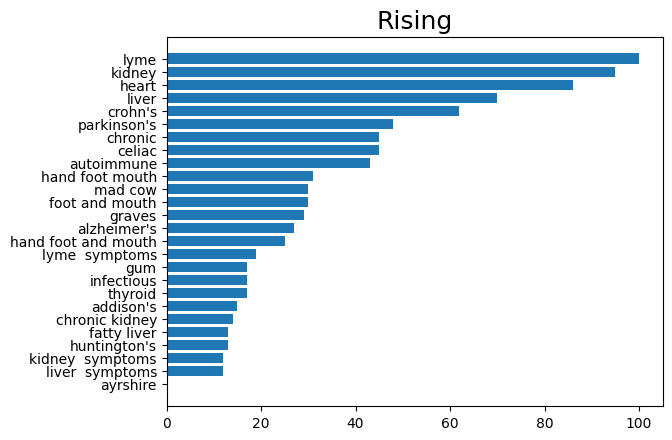 Rising
lyme
kidney
heart
liver
crohn's
parkinson's
chronic
celiac
autoimmune
hand foot mouth
mad cow
foot and mouth
graves
alzheimer's
hand foot and mouth
lyme  symptoms
gum
infectious
thyroid
addison's
chronic kidney
fatty liver
huntington's
kidney  symptoms
liver  symptoms
ayrshire
0 20 40 60 80 100